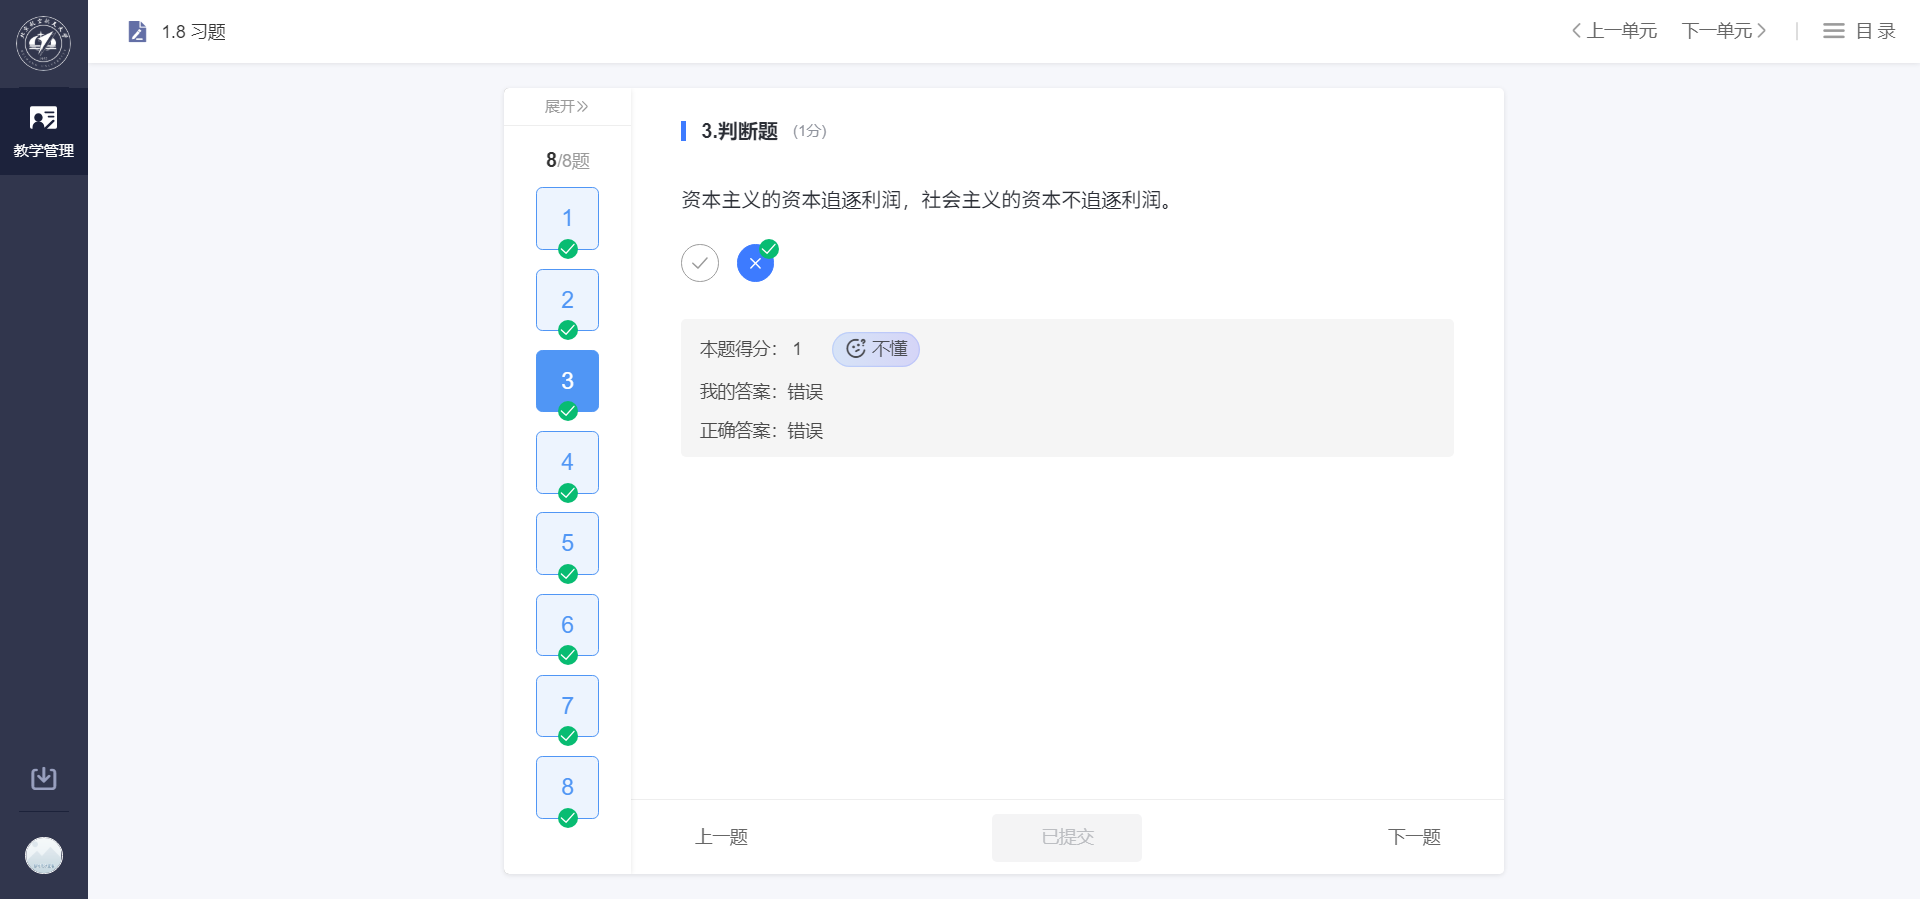 1.8 习题
上一单元
下一单元
目录
教学管理
展开
8/8题
1
2
3
4
5
6
7
8
3.判断题 (1分)
资本主义的资本追逐利润，社会主义的资本不追逐利润。
本题得分： 1 不懂
我的答案：错误
正确答案：错误
上一题
已提交
下一题